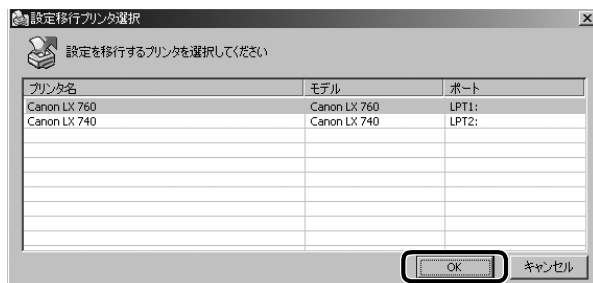 設定移行プリンタ選択
設定を移行するプリンタを選択してください
プリンタ名 モデル ポート
Canon LX 760 Canon LX 760 LPT1:
Canon LX 740 Canon LX 740 LPT2:
OK キャンセル